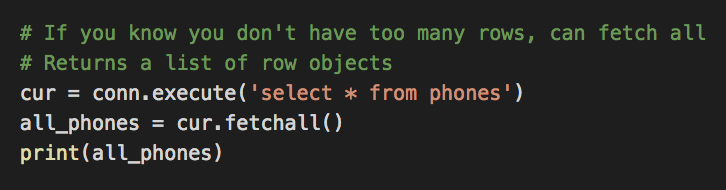 # If you know you don't have too many rows, can fetch all
# Returns a list of row objects
cur = conn.execute('select * from phones')
all_phones = cur.fetchall()
print(all_phones)